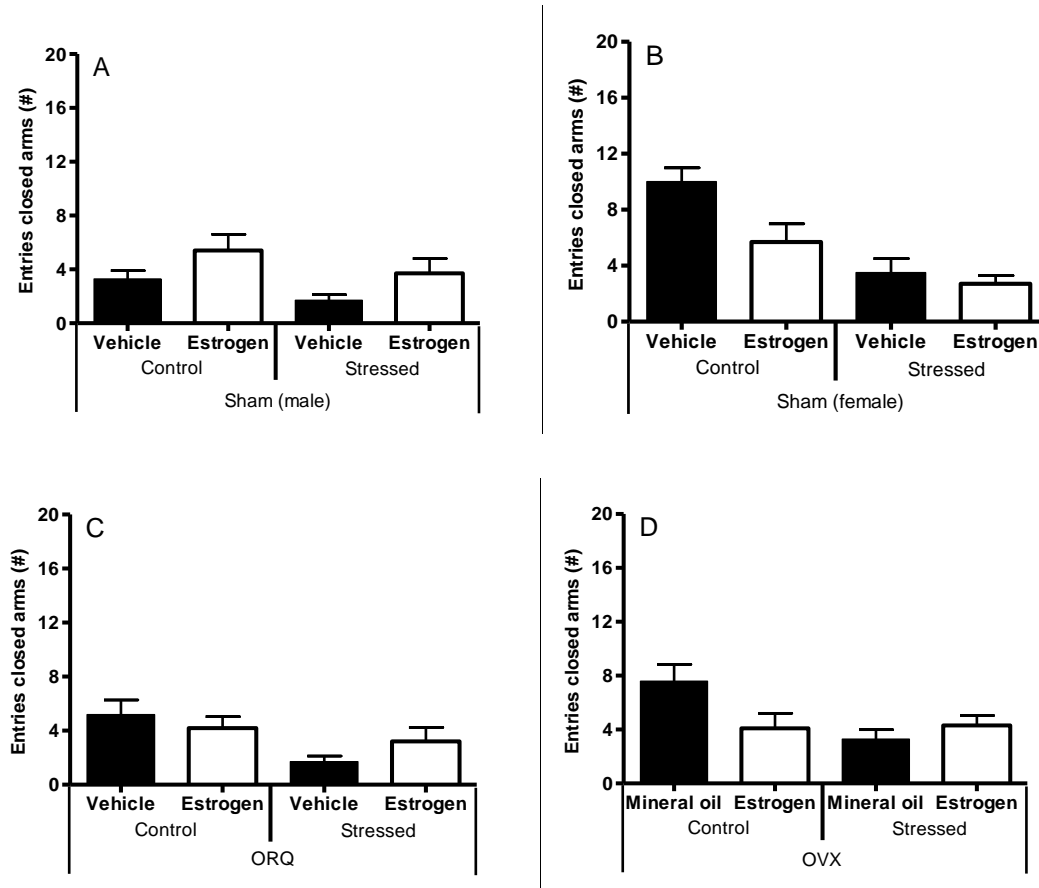 A
Entries closed arms (#)
20
16
12
8
4
0
Vehicle Estrogen Vehicle Estrogen
Control Stressed
Sham (male)
B
Entries closed arms (#)
20
16
12
8
4
0
Vehicle Estrogen Vehicle Estrogen
Control Stressed
Sham (female)
C
Entries closed arms (#)
20
16
12
8
4
0
Vehicle Estrogen Vehicle Estrogen
Control Stressed
ORQ
D
Entries closed arms (#)
20
16
12
8
4
0
Mineral oil Estrogen Mineral oil Estrogen
Control Stressed
OVX